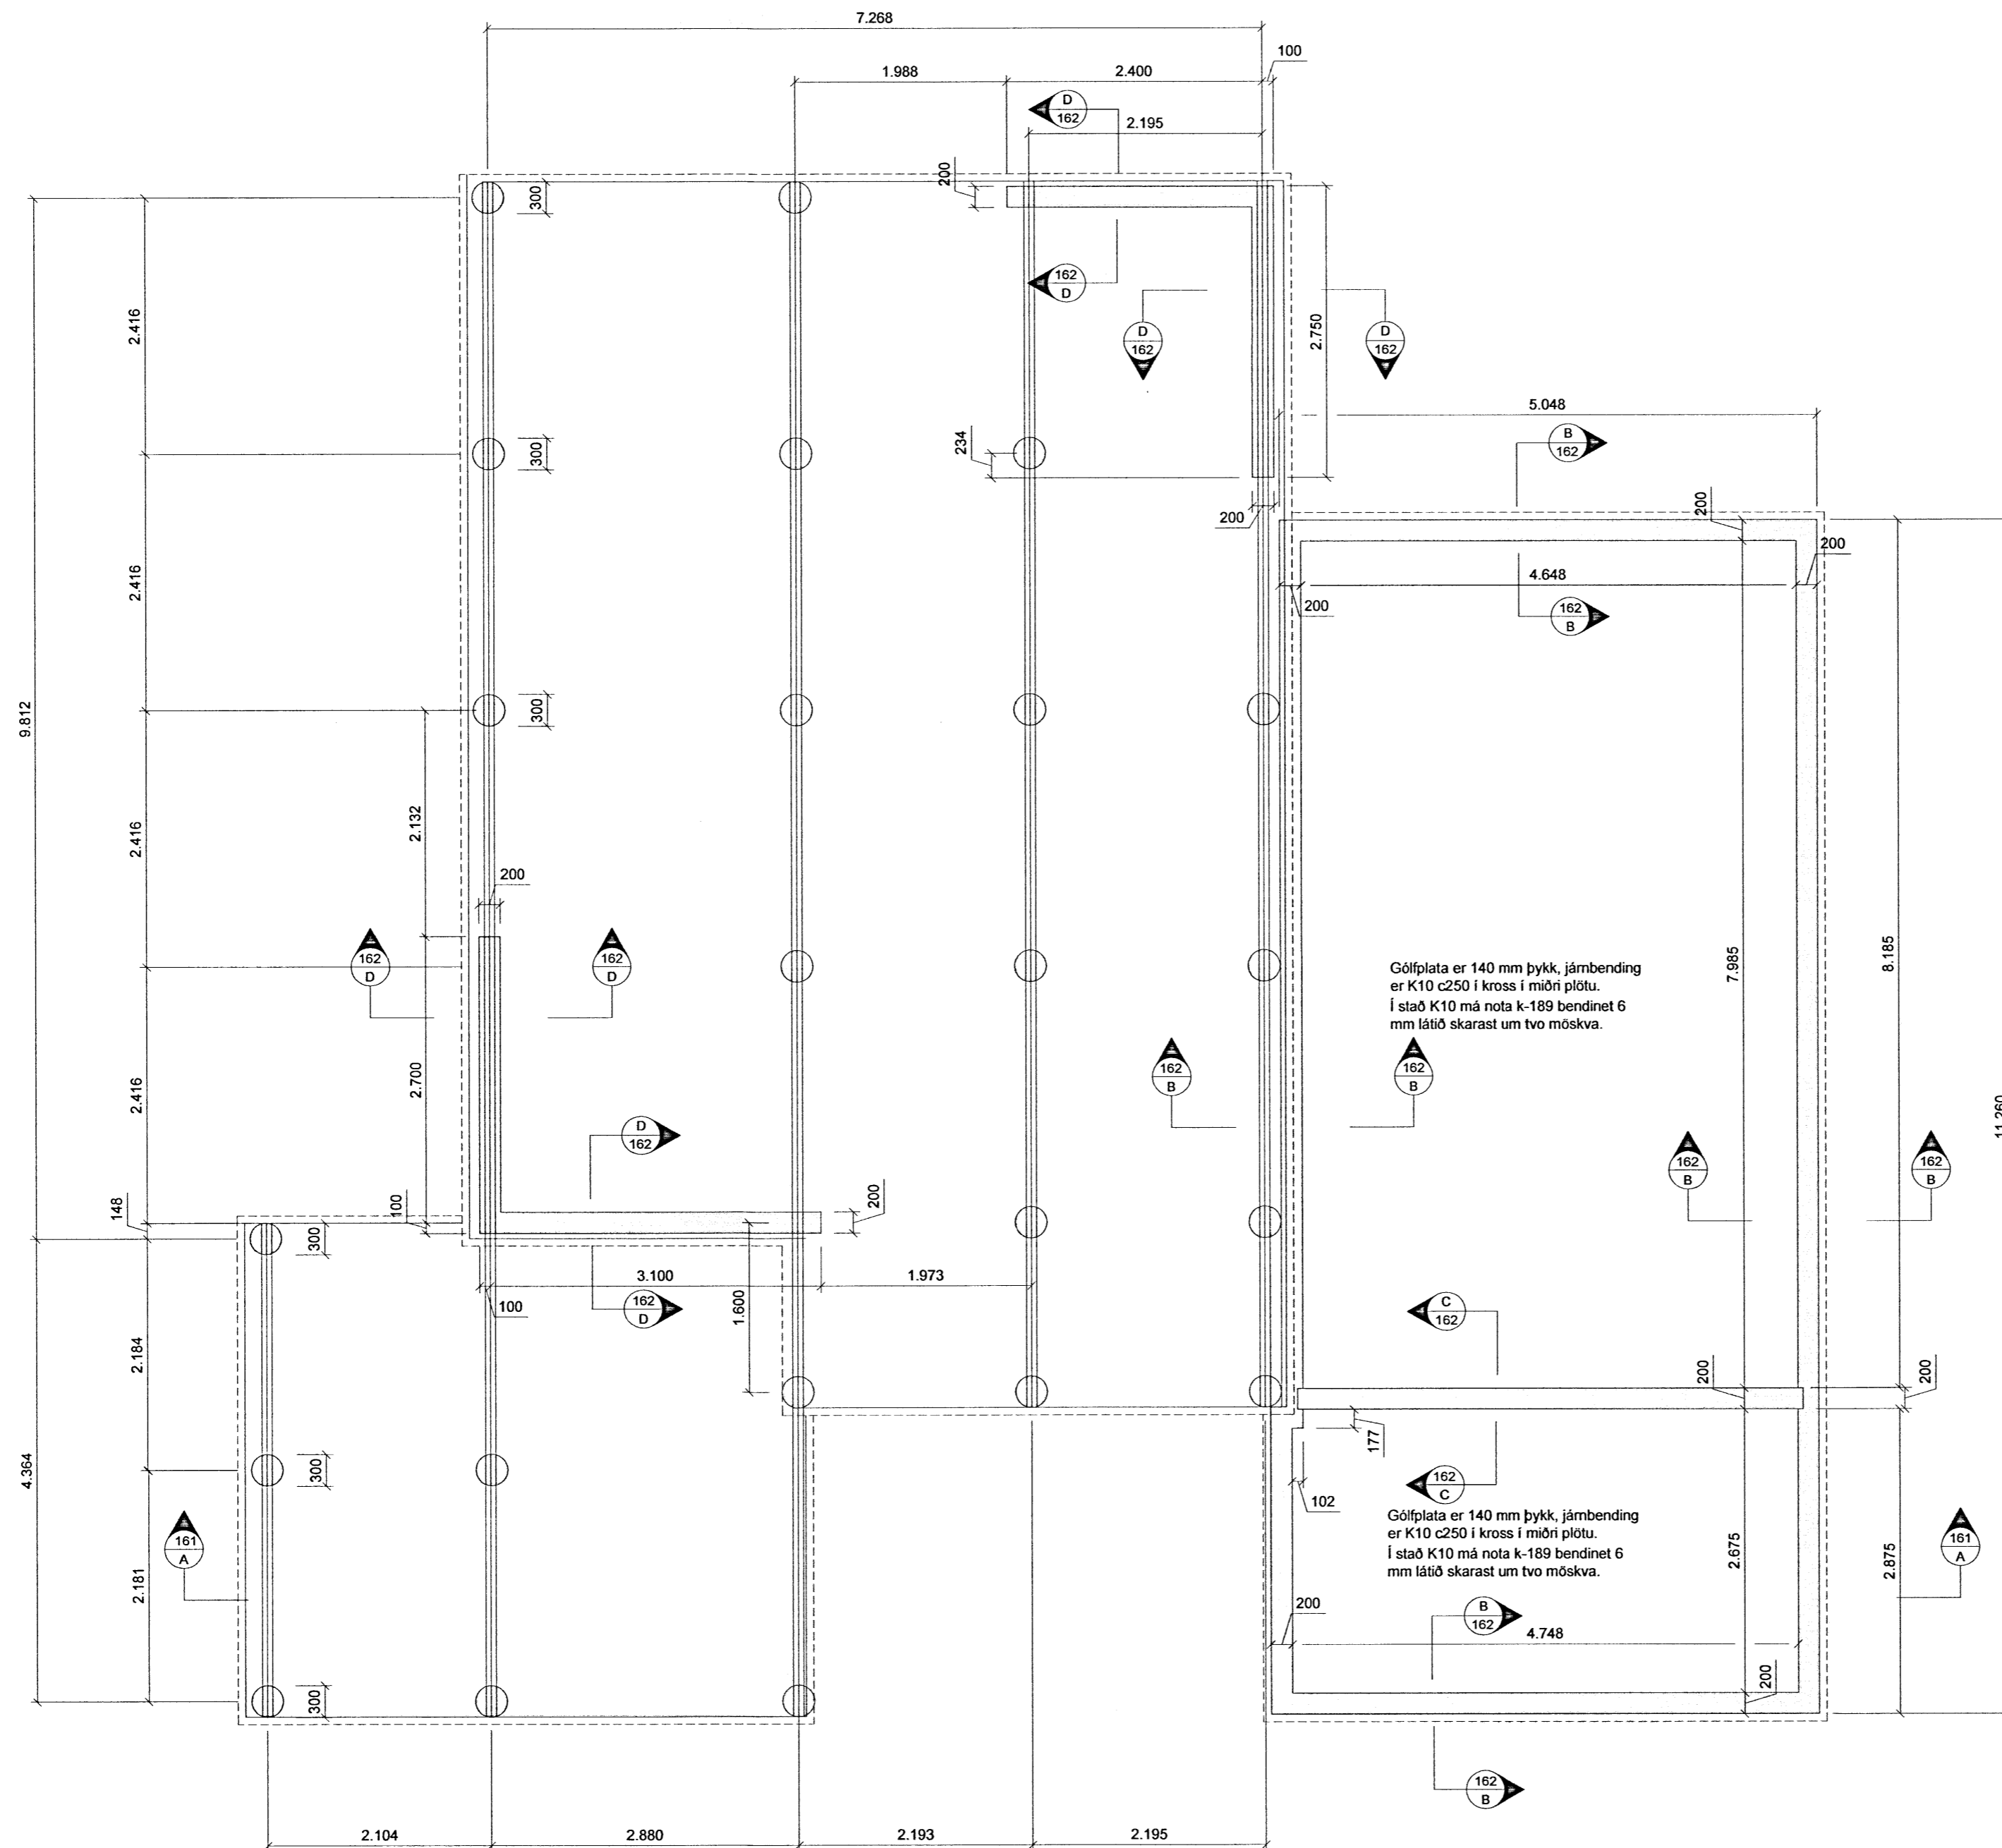 7.268
1.988
2.400
100
D
162
2.195
200
300
162
D
D
162
D
162
2.750
2.416
5.048
B
162
300
234
200
200
200
4.648
200
162
B
2.416
300
9.812
2.132
2.416
200
162
D
162
D
7.985
8.185
Gólfplata er 140 mm þykk, járnbending
er K10 c250 í kross í miðri plötu.
Í stað K10 má nota k-189 bendinet 6
mm látið skarast um tvo möskva.
162
B
162
B
2.416
2.700
D
162
11.260
162
B
162
B
148
100
200
300
3.100
1.973
100
162
D
1.600
C
162
2.184
200
200
177
4.364
300
162
C
102
161
A
Gólfplata er 140 mm þykk, járnbending
er K10 c250 í kross í miðri plötu.
Í stað K10 má nota k-189 bendinet 6
mm látið skarast um tvo möskva.
2.675
2.875
161
A
2.181
200
B
162
4.748
300
200
162
B
2.104
2.880
2.193
2.195